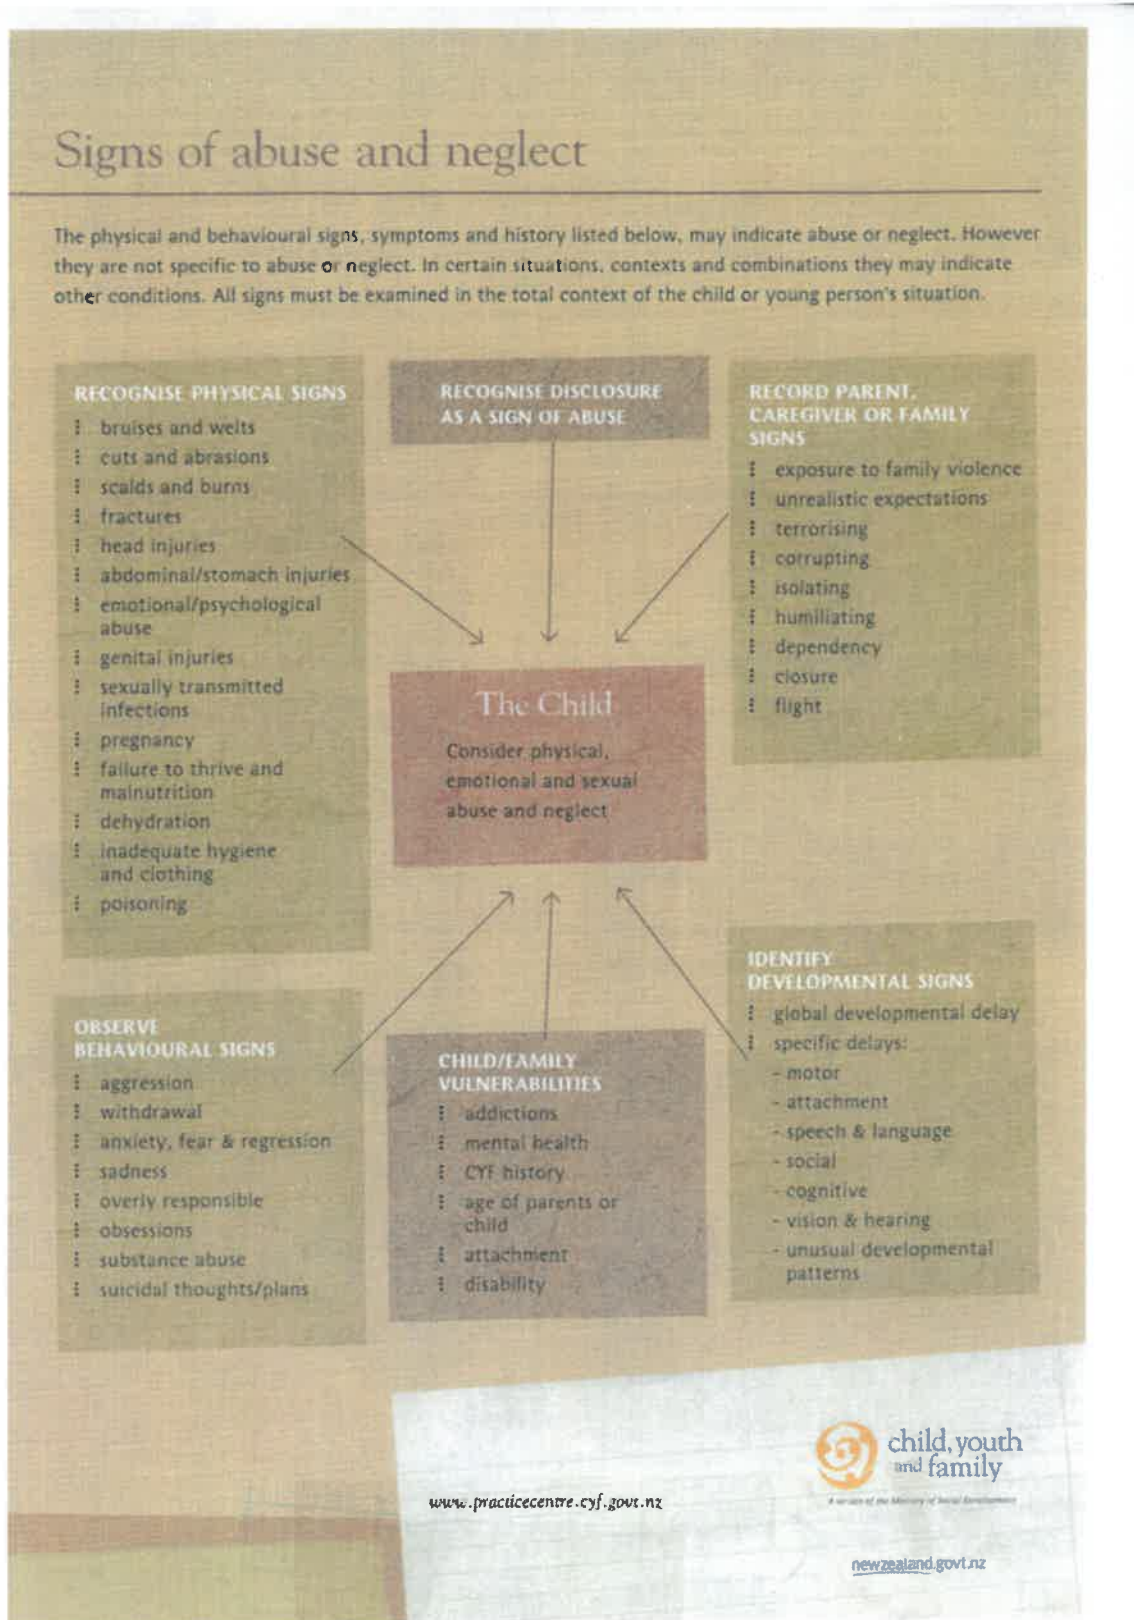 Signs of abuse and neglect
The physical and behavioural signs, symptoms and history listed below, may indicate abuse or neglect. However
they are not specific to abuse or neglect. In certain situations, contexts and combinations they may indicate
other conditions. All signs must be examined in the total context of the child or young person's situation.
RECOGNISE PHYSICAL SIGNS
bruises and welts
cuts and abrasions
scalds and burns
fractures
head injuries
abdominal/stomach injuries
emotional/psychological
abuse
genital injuries
sexually transmitted
infections
pregnancy
failure to thrive and
malnutrition
dehydration
inadequate hygiene
and clothing
poisoning
RECOGNISE DISCLOSURE
AS A SIGN OF ABUSE
RECORD PARENT,
CAREGIVER OR FAMILY
SIGNS
exposure to family violence
unrealistic expectations
terrorising
corrupting
isolating
humiliating
dependency
closure
flight
The Child
Consider physical,
emotional and sexual
abuse and neglect
OBSERVE
BEHAVIOURAL SIGNS
aggression
withdrawal
anxiety, fear & regression
sadness
overly responsible
obsessions
substance abuse
suicidal thoughts/plans
CHILD/FAMILY
VULNERABILITIES
addictions
mental health
CYF history
age of parents or
child
attachment
disability
IDENTIFY
DEVELOPMENTAL SIGNS
global developmental delay
specific delays:
- motor
- attachment
- speech & language
- social
- cognitive
- vision & hearing
- unusual developmental
patterns
child, youth
and family
A service of the Ministry of Social Development
www.practicecentre.cyf.govt.nz
newzealand.govt.nz